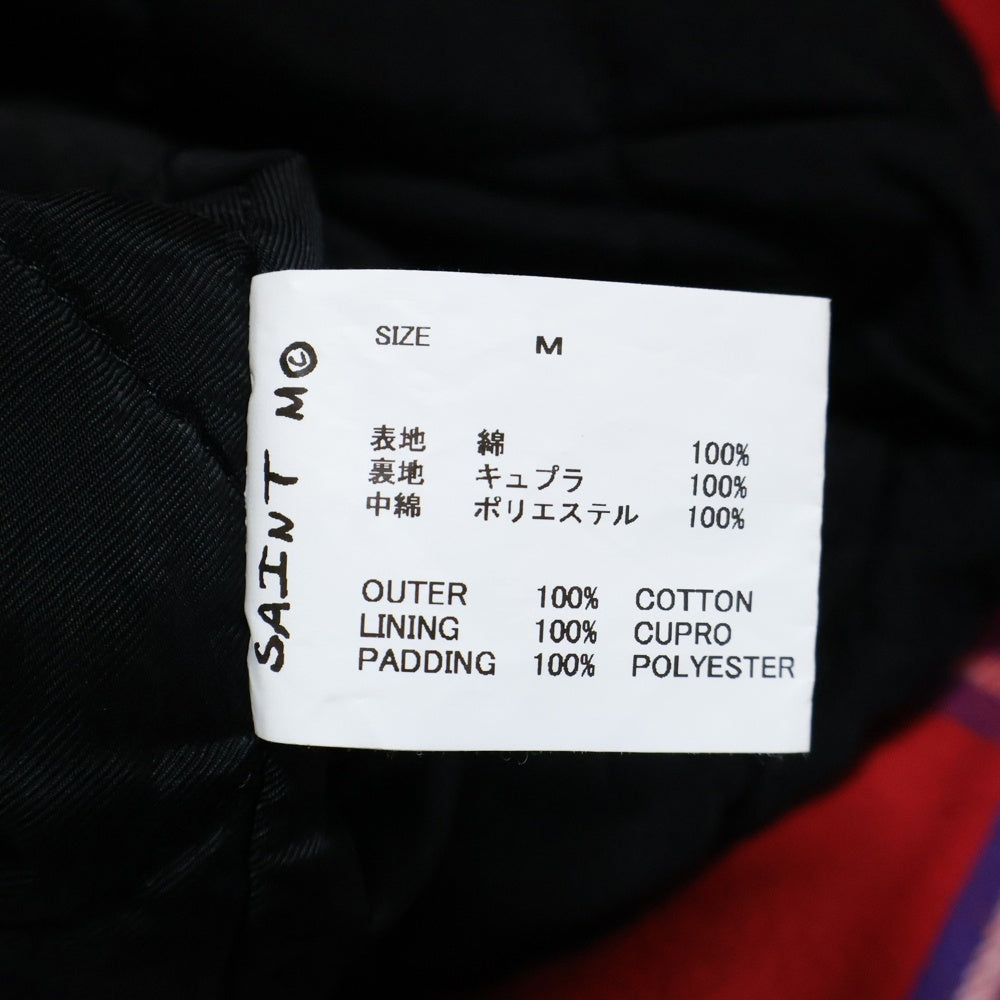 SAINT M©
SIZE M
表地 綿 100%
裏地 キュプラ 100%
中綿 ポリエステル 100%
OUTER 100% COTTON
LINING 100% CUPRO
PADDING 100% POLYESTER